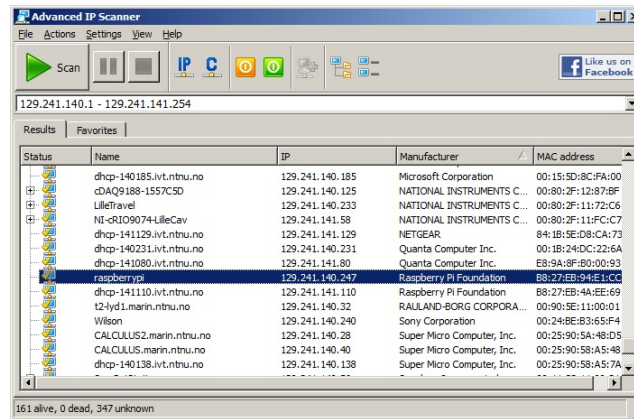 Advanced IP Scanner
File Actions Settings View Help
Scan IP C Like us on Facebook
129.241.140.1 - 129.241.141.254
Results Favorites
Status Name IP Manufacturer MAC address
dhcp-140185.ivt.ntnu.no 129.241.140.185 Microsoft Corporation 00:15:5D:8C:FA:00
cDAQ9188-1557C5D 129.241.140.125 NATIONAL INSTRUMENTS C... 00:80:2F:12:87:BF
LilleTravel 129.241.140.233 NATIONAL INSTRUMENTS C... 00:80:2F:11:72:C6
NI-cRIO9074-LilleCav 129.241.141.58 NATIONAL INSTRUMENTS C... 00:80:2F:11:FC:C7
dhcp-141129.ivt.ntnu.no 129.241.141.129 NETGEAR 84:1B:5E:D8:CA:73
dhcp-140231.ivt.ntnu.no 129.241.140.231 Quanta Computer Inc. 00:1B:24:DC:22:6A
dhcp-141080.ivt.ntnu.no 129.241.141.80 Quanta Computer Inc. E8:9A:8F:B0:00:93
raspberrypi 129.241.140.247 Raspberry Pi Foundation B8:27:EB:94:E1:CC
dhcp-141110.ivt.ntnu.no 129.241.141.110 Raspberry Pi Foundation B8:27:EB:4A:EE:69
t2-lyd1.marin.ntnu.no 129.241.140.32 RAULAND-BORG CORPORA... 00:90:5E:11:00:01
Wilson 129.241.140.240 Sony Corporation 00:24:BE:B3:65:F4
CALCULUS2.marin.ntnu.no 129.241.140.28 Super Micro Computer, Inc. 00:25:90:5A:48:D5
CALCULUS.marin.ntnu.no 129.241.140.40 Super Micro Computer, Inc. 00:25:90:58:A5:48
dhcp-140138.ivt.ntnu.no 129.241.140.138 Super Micro Computer, Inc. 00:25:90:58:A5:7A
161 alive, 0 dead, 347 unknown